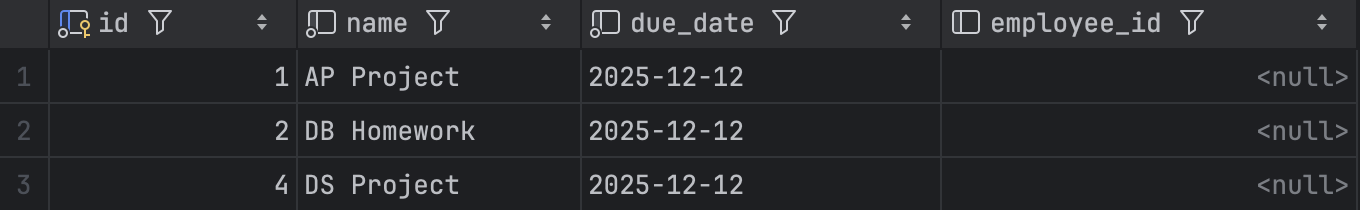 id name due_date employee_id
1 1 AP Project 2025-12-12 <null>
2 2 DB Homework 2025-12-12 <null>
3 4 DS Project 2025-12-12 <null>